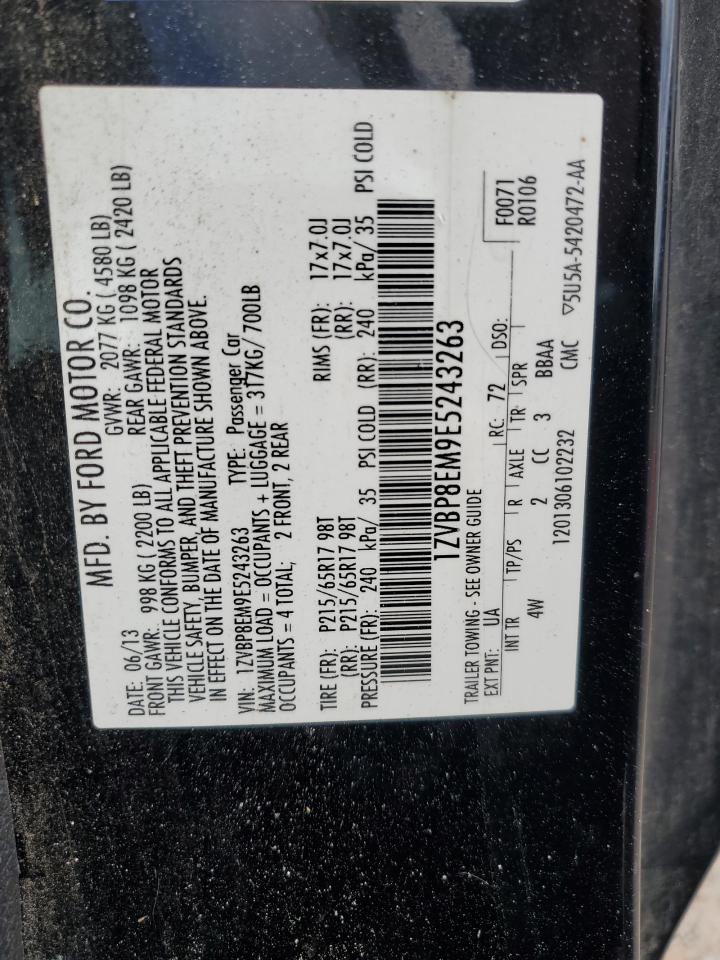 MFD. BY FORD MOTOR CO.
DATE: 06/13 GVWR: 2077 KG ( 4580 LB)
FRONT GAWR: 998 KG ( 2200 LB) REAR GAWR: 1098 KG ( 2420 LB)
THIS VEHICLE CONFORMS TO ALL APPLICABLE FEDERAL MOTOR
VEHICLE SAFETY, BUMPER, AND THEFT PREVENTION STANDARDS
IN EFFECT ON THE DATE OF MANUFACTURE SHOWN ABOVE.
VIN: 1ZVBP8EM9E5243263 TYPE: Passenger Car
MAXIMUM LOAD = OCCUPANTS + LUGGAGE = 317KG/ 700LB
OCCUPANTS = 4 TOTAL; 2 FRONT, 2 REAR
TIRE (FR): P215/65R17 98T RIMS (FR): 17x7.0J
(RR): P215/65R17 98T (RR): 17x7.0J
PRESSURE (FR): 240 kPa/ 35 PSI COLD (RR): 240 kPa/ 35 PSI COLD
1ZVBP8EM9E5243263
TRAILER TOWING - SEE OWNER GUIDE F0071
EXT PNT: UA RC: 72 DSO: R0106
INT TR TP/PS R AXLE TR SPR
4W 2 CC 3 BBAA
1201306102232 CMC ▽5U5A-5420472-AA